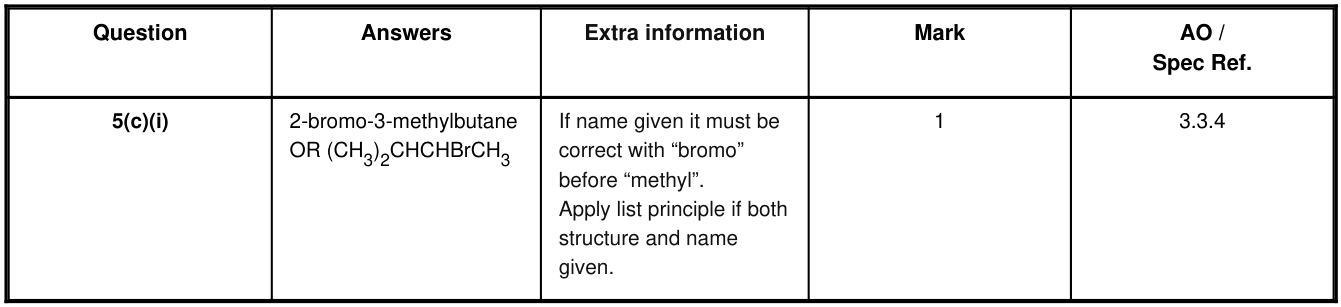 Question Answers Extra information Mark AO /
Spec Ref.
5(c)(i) 2-bromo-3-methylbutane If name given it must be 1 3.3.4
OR (CH3)2CHCHBrCH3 correct with “bromo”
before “methyl”.
Apply list principle if both
structure and name
given.